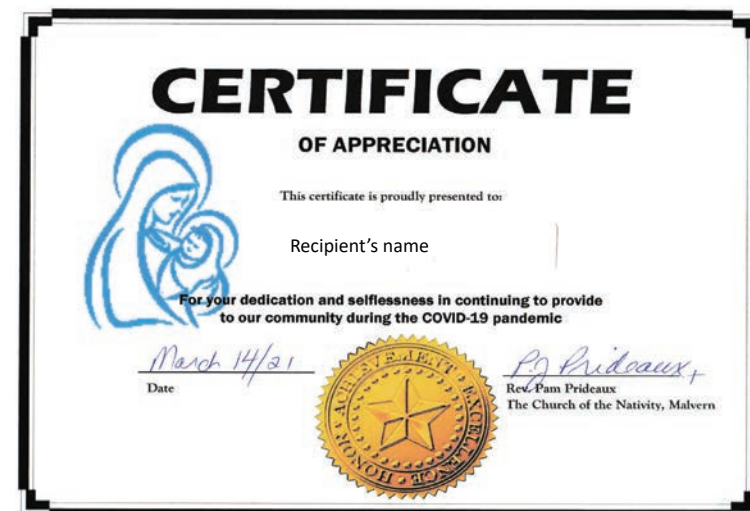 CERTIFICATE
OF APPRECIATION
This certificate is proudly presented to:
Recipient's name
For your dedication and selflessness in continuing to provide
to our community during the COVID-19 pandemic
March 14/21
P.J Prideaux, +
Date
Rev. Pam Prideaux
The Church of the Nativity, Malvern
HONOR • ACHIEVEMENT • EXCELLENCE •